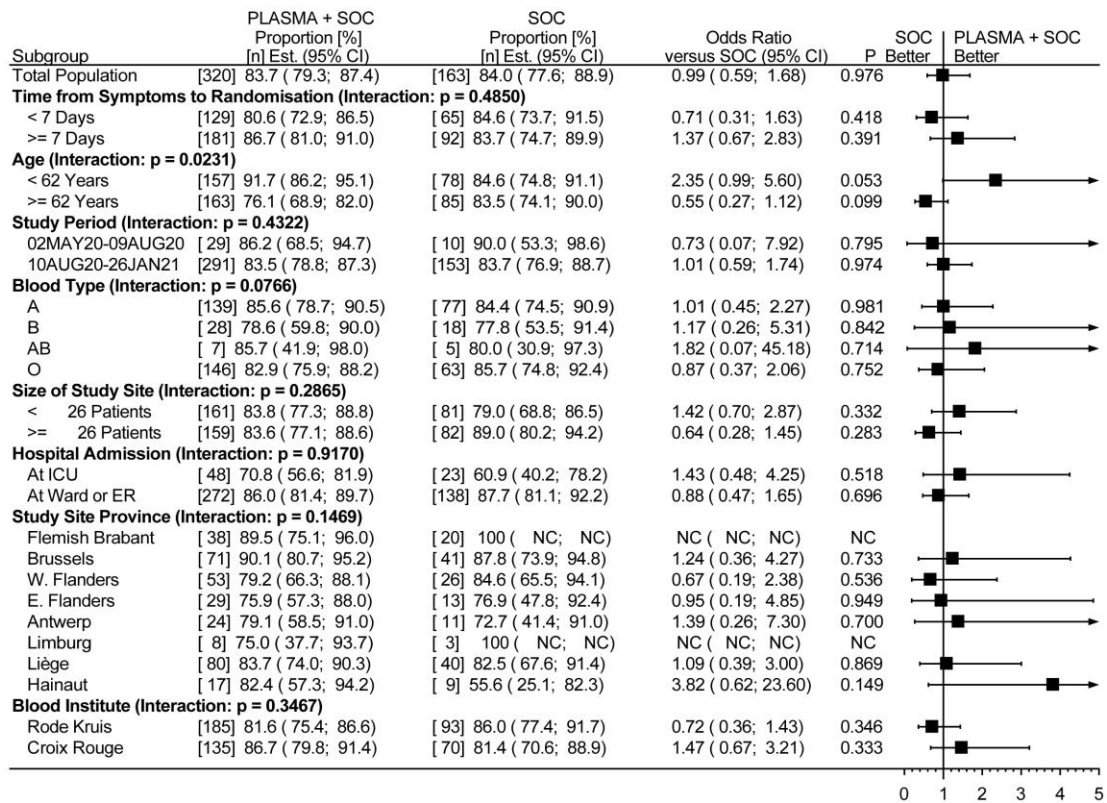 PLASMA + SOC SOC
Proportion [%] Proportion [%] Odds Ratio SOC PLASMA + SOC
Subgroup [n] Est. (95% CI) [n] Est. (95% CI) versus SOC (95% CI) P Better Better
Total Population [320] 83.7 ( 79.3; 87.4) [163] 84.0 ( 77.6; 88.9) 0.99 ( 0.59; 1.68) 0.976
Time from Symptoms to Randomisation (Interaction: p = 0.4850)
< 7 Days [129] 80.6 ( 72.9; 86.5) [ 65] 84.6 ( 73.7; 91.5) 0.71 ( 0.31; 1.63) 0.418
>= 7 Days [181] 86.7 ( 81.0; 91.0) [ 92] 83.7 ( 74.7; 89.9) 1.37 ( 0.67; 2.83) 0.391
Age (Interaction: p = 0.0231)
< 62 Years [157] 91.7 ( 86.2; 95.1) [ 78] 84.6 ( 74.8; 91.1) 2.35 ( 0.99; 5.60) 0.053
>= 62 Years [163] 76.1 ( 68.9; 82.0) [ 85] 83.5 ( 74.1; 90.0) 0.55 ( 0.27; 1.12) 0.099
Study Period (Interaction: p = 0.4322)
02MAY20-09AUG20 [ 29] 86.2 ( 68.5; 94.7) [ 10] 90.0 ( 53.3; 98.6) 0.73 ( 0.07; 7.92) 0.795
10AUG20-26JAN21 [291] 83.5 ( 78.8; 87.3) [153] 83.7 ( 76.9; 88.7) 1.01 ( 0.59; 1.74) 0.974
Blood Type (Interaction: p = 0.0766)
A [139] 85.6 ( 78.7; 90.5) [ 77] 84.4 ( 74.5; 90.9) 1.01 ( 0.45; 2.27) 0.981
B [ 28] 78.6 ( 59.8; 90.0) [ 18] 77.8 ( 53.5; 91.4) 1.17 ( 0.26; 5.31) 0.842
AB [ 7] 85.7 ( 41.9; 98.0) [ 5] 80.0 ( 30.9; 97.3) 1.82 ( 0.07; 45.18) 0.714
O [146] 82.9 ( 75.9; 88.2) [ 63] 85.7 ( 74.8; 92.4) 0.87 ( 0.37; 2.06) 0.752
Size of Study Site (Interaction: p = 0.2865)
< 26 Patients [161] 83.8 ( 77.3; 88.8) [ 81] 79.0 ( 68.8; 86.5) 1.42 ( 0.70; 2.87) 0.332
>= 26 Patients [159] 83.6 ( 77.1; 88.6) [ 82] 89.0 ( 80.2; 94.2) 0.64 ( 0.28; 1.45) 0.283
Hospital Admission (Interaction: p = 0.9170)
At ICU [ 48] 70.8 ( 56.6; 81.9) [ 23] 60.9 ( 40.2; 78.2) 1.43 ( 0.48; 4.25) 0.518
At Ward or ER [272] 86.0 ( 81.4; 89.7) [138] 87.7 ( 81.1; 92.2) 0.88 ( 0.47; 1.65) 0.696
Study Site Province (Interaction: p = 0.1469)
Flemish Brabant [ 38] 89.5 ( 75.1; 96.0) [ 20] 100 ( NC; NC) NC ( NC; NC) NC
Brussels [ 71] 90.1 ( 80.7; 95.2) [ 41] 87.8 ( 73.9; 94.8) 1.24 ( 0.36; 4.27) 0.733
W. Flanders [ 53] 79.2 ( 66.3; 88.1) [ 26] 84.6 ( 65.5; 94.1) 0.67 ( 0.19; 2.38) 0.536
E. Flanders [ 29] 75.9 ( 57.3; 88.0) [ 13] 76.9 ( 47.8; 92.4) 0.95 ( 0.19; 4.85) 0.949
Antwerp [ 24] 79.1 ( 58.5; 91.0) [ 11] 72.7 ( 41.4; 91.0) 1.39 ( 0.26; 7.30) 0.700
Limburg [ 8] 75.0 ( 37.7; 93.7) [ 3] 100 ( NC; NC) NC ( NC; NC) NC
Liège [ 80] 83.7 ( 74.0; 90.3) [ 40] 82.5 ( 67.6; 91.4) 1.09 ( 0.39; 3.00) 0.869
Hainaut [ 17] 82.4 ( 57.3; 94.2) [ 9] 55.6 ( 25.1; 82.3) 3.82 ( 0.62; 23.60) 0.149
Blood Institute (Interaction: p = 0.3467)
Rode Kruis [185] 81.6 ( 75.4; 86.6) [ 93] 86.0 ( 77.4; 91.7) 0.72 ( 0.36; 1.43) 0.346
Croix Rouge [135] 86.7 ( 79.8; 91.4) [ 70] 81.4 ( 70.6; 88.9) 1.47 ( 0.67; 3.21) 0.333
0 1 2 3 4 5